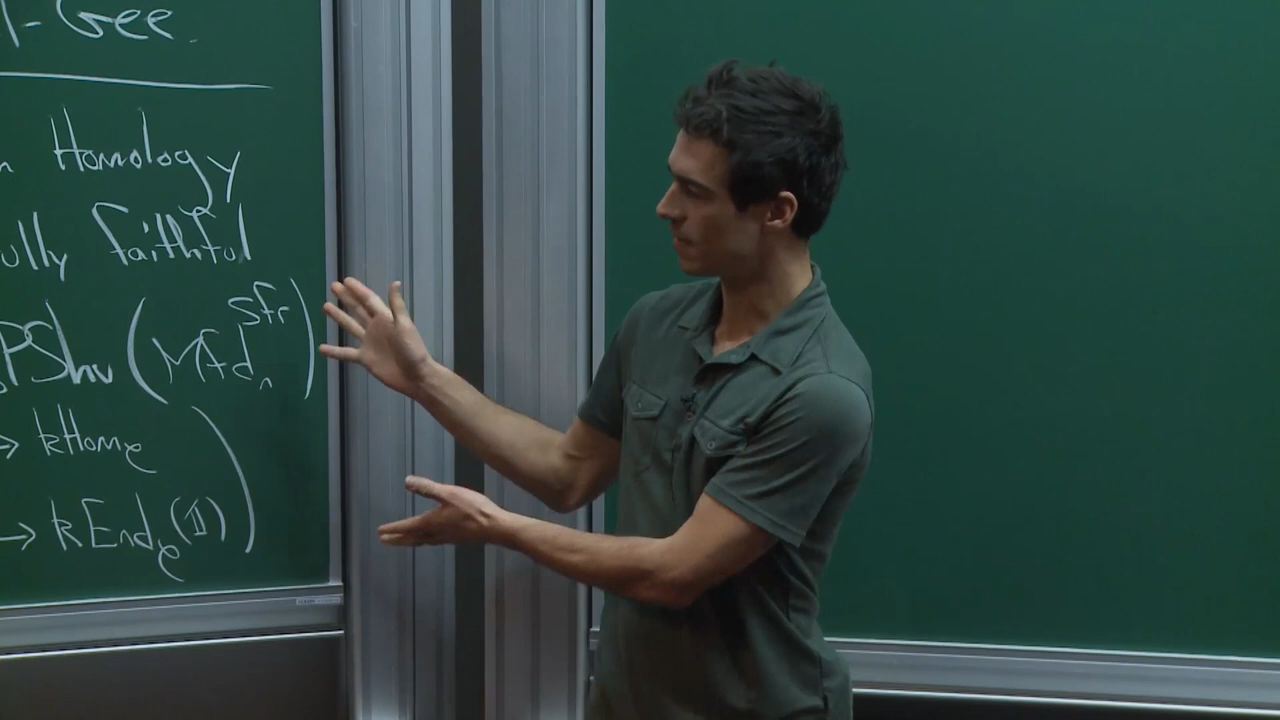 -Gee.
Homology
ully faithful
PShv (Mfd_n^{sfr})
→ kHom_e
→ kEnd_e(𝟙))